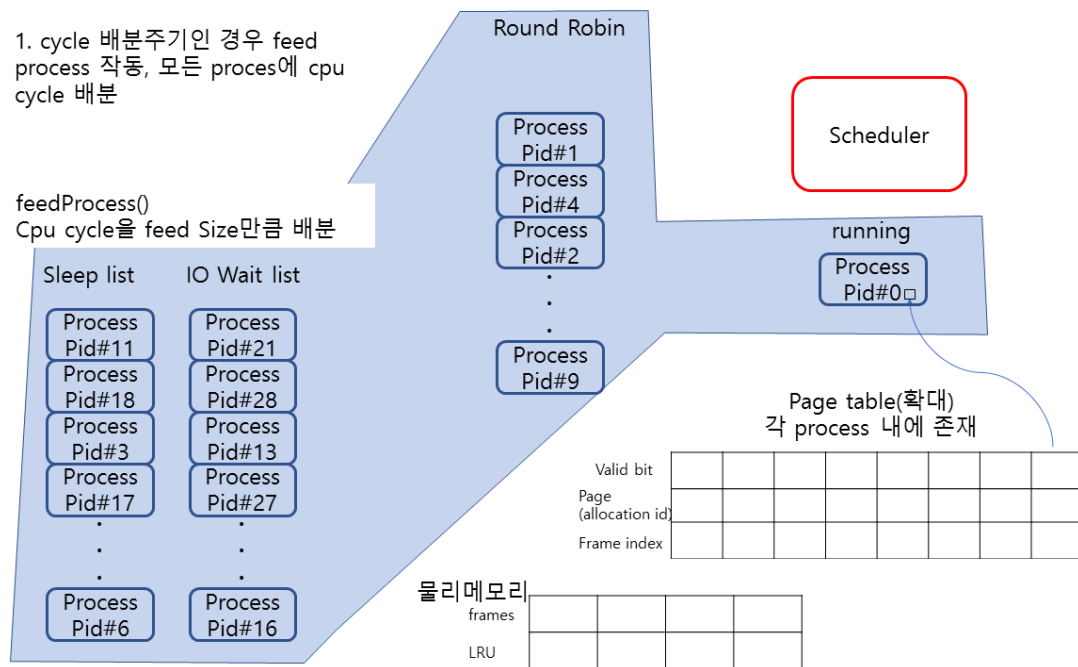 1. cycle 배분주기인 경우 feed
process 작동, 모든 proces에 cpu
cycle 배분
feedProcess()
Cpu cycle을 feed Size만큼 배분
Sleep list
Process
Pid#11
Process
Pid#18
Process
Pid#3
Process
Pid#17
Process
Pid#6
IO Wait list
Process
Pid#21
Process
Pid#28
Process
Pid#13
Process
Pid#27
Process
Pid#16
Round Robin
Process
Pid#1
Process
Pid#4
Process
Pid#2
Process
Pid#9
Scheduler
running
Process
Pid#0
Page table(확대)
각 process 내에 존재
Valid bit
Page
(allocation id)
Frame index
물리메모리
frames
LRU